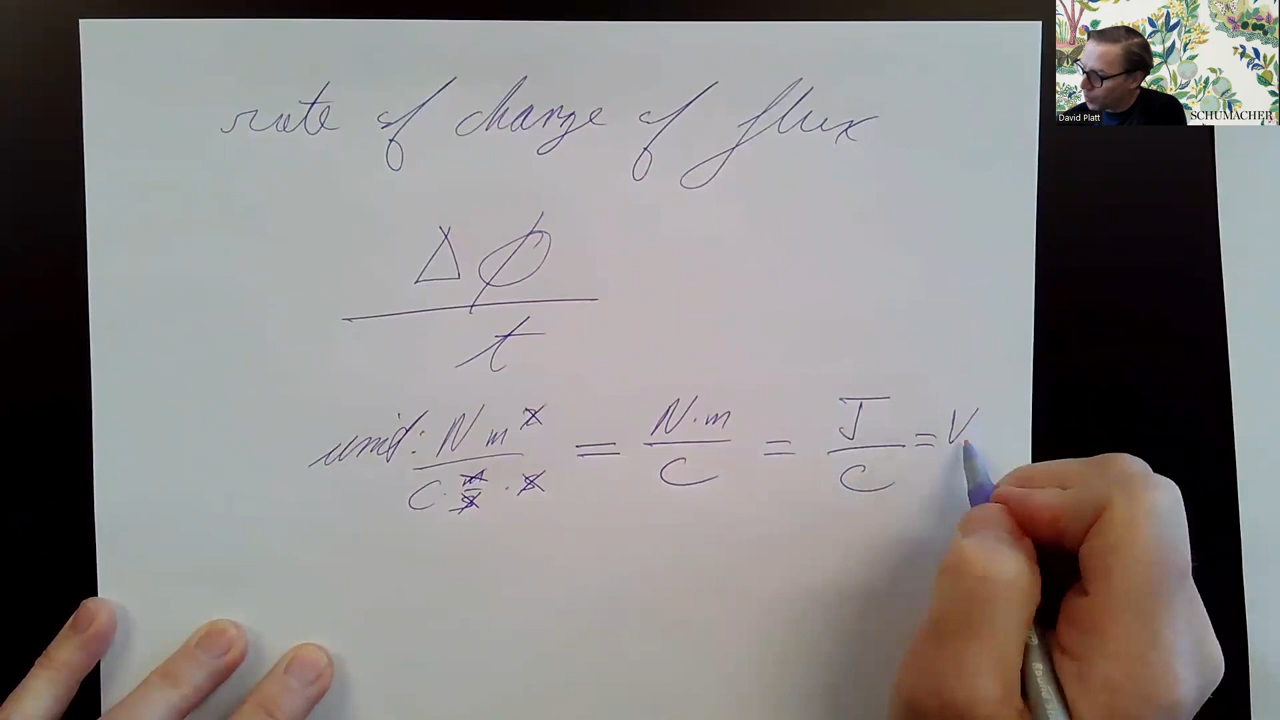 rate of change of flux
Δϕ
t
unit: N m² / C · m/s · s = N·m / C = J / C = V
David Platt
SCHUMACHER